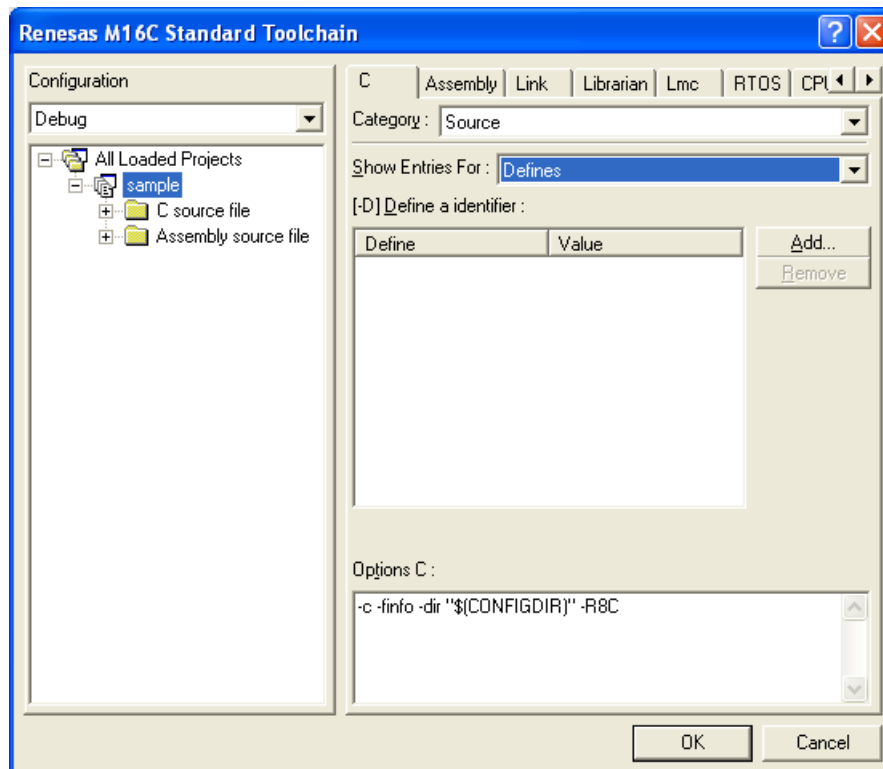 Renesas M16C Standard Toolchain
Configuration
Debug
All Loaded Projects
sample
C source file
Assembly source file
C Assembly Link Librarian Lmc RTOS
Category : Source
Show Entries For : Defines
[-D] Define a identifier :
Define Value
Add...
Remove
Options C :
-c -finfo -dir "$(CONFIGDIR)" -R8C
OK Cancel